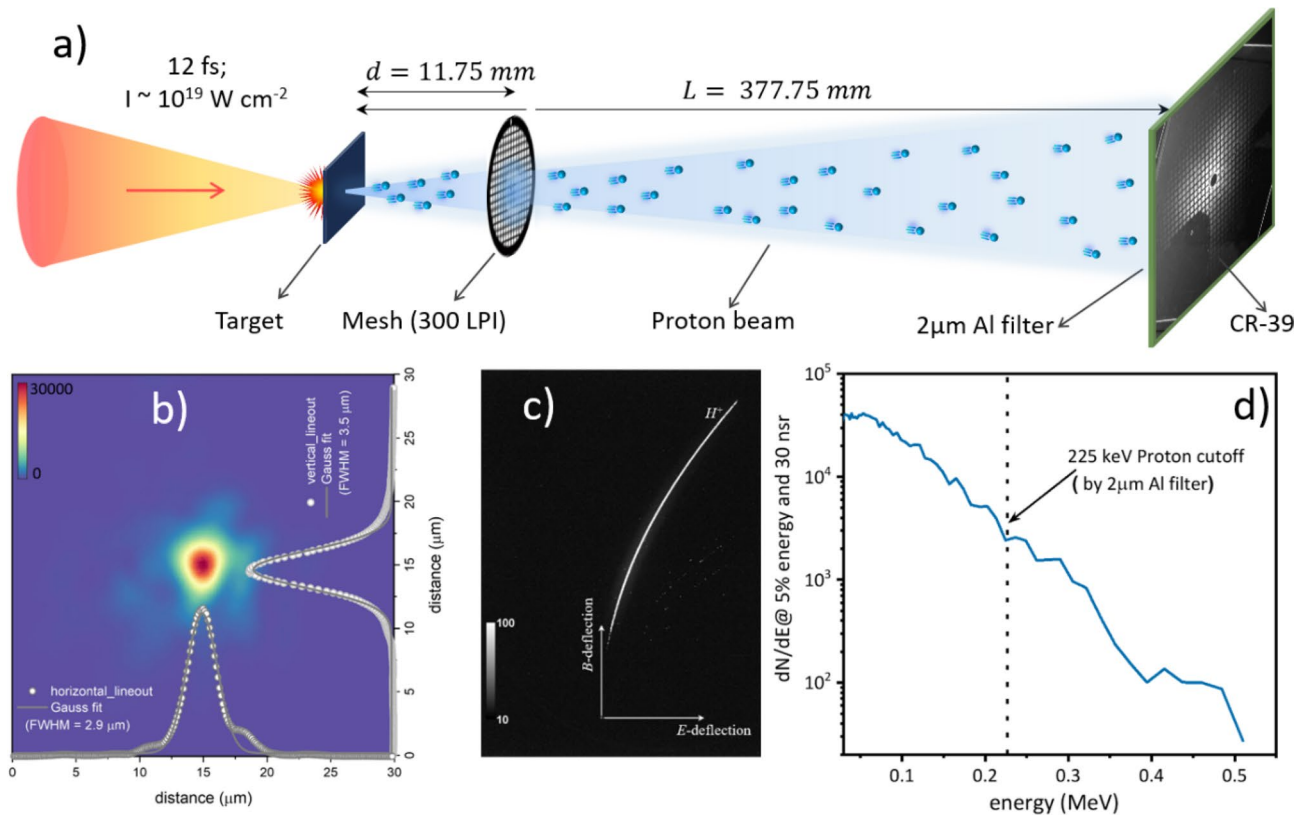 a)
12 fs;
I ~ 10¹⁹ W cm⁻²
d = 11.75 mm
L = 377.75 mm
Target
Mesh (300 LPI)
Proton beam
2µm Al filter
CR-39
b)
30000
0
vertical_lineout
Gauss fit
(FWHM = 3.5 µm)
horizontal_lineout
Gauss fit
(FWHM = 2.9 µm)
0 5 10 15 20 25 30
distance (µm)
30
25
20
15
10
5
0
distance (µm)
c)
H⁺
100
10
B-deflection
E-deflection
d)
225 keV Proton cutoff
( by 2µm Al filter)
10⁵
10⁴
10³
10²
dN/dE@ 5% energy and 30 nsr
0.1 0.2 0.3 0.4 0.5
energy (MeV)